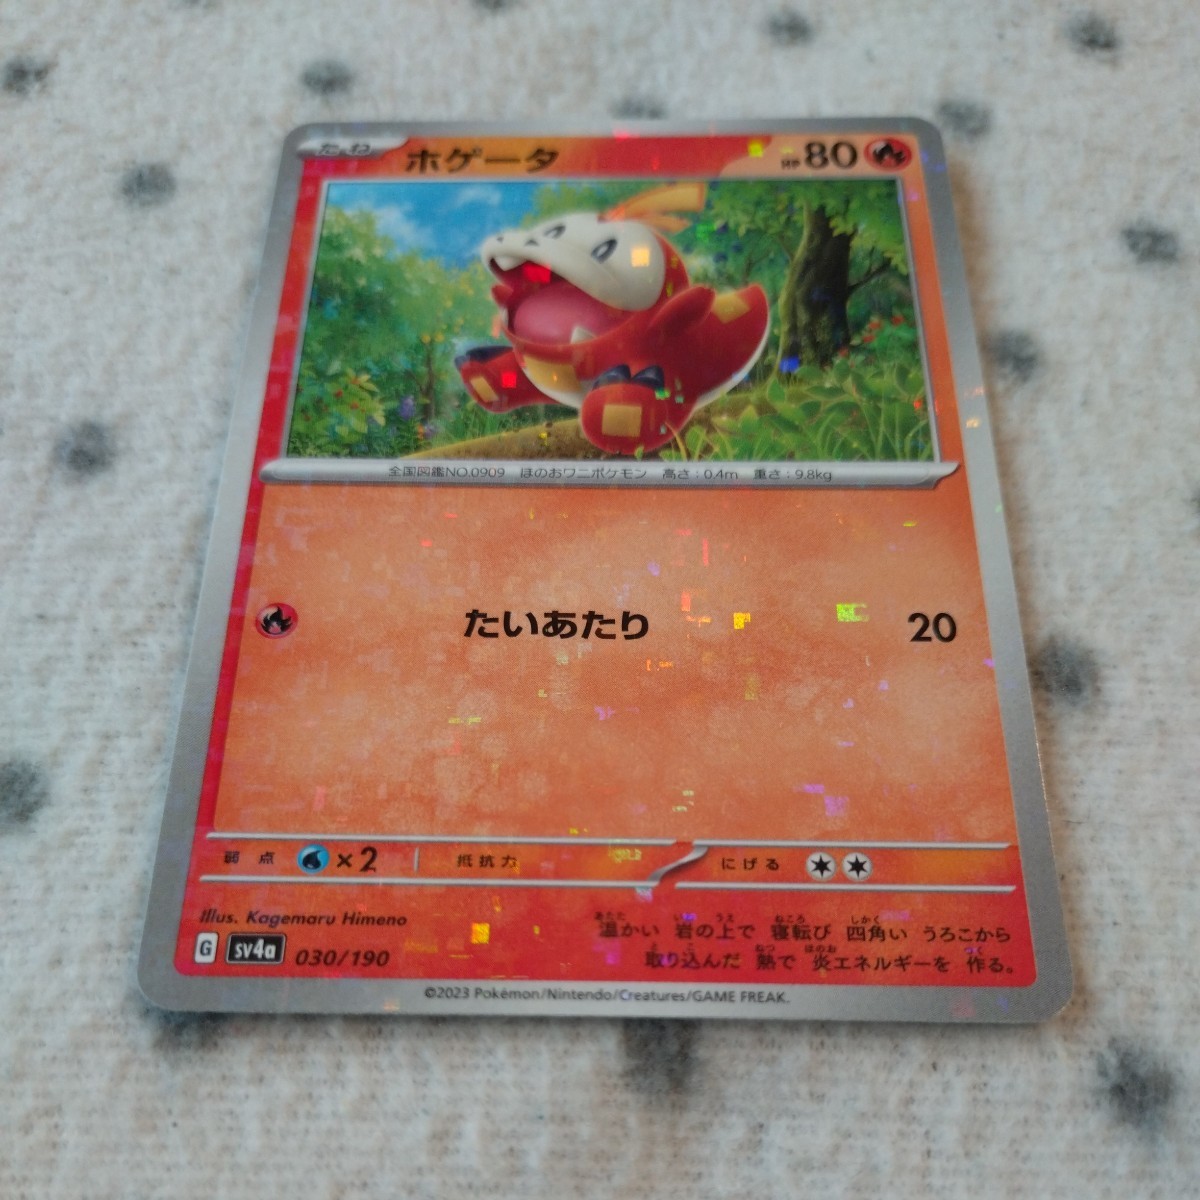 たね ホゲータ HP 80
全国図鑑NO.0909 ほのおワニポケモン 高さ:0.4m 重さ:9.8kg
たいあたり 20
弱点 ×2 抵抗力 にげる
Illus. Kagemaru Himeno
温かい 岩の上で 寝転び 四角い うろこから
取り込んだ 熱で 炎エネルギーを 作る。
G sv4a 030/190
©2023 Pokémon/Nintendo/Creatures/GAME FREAK.